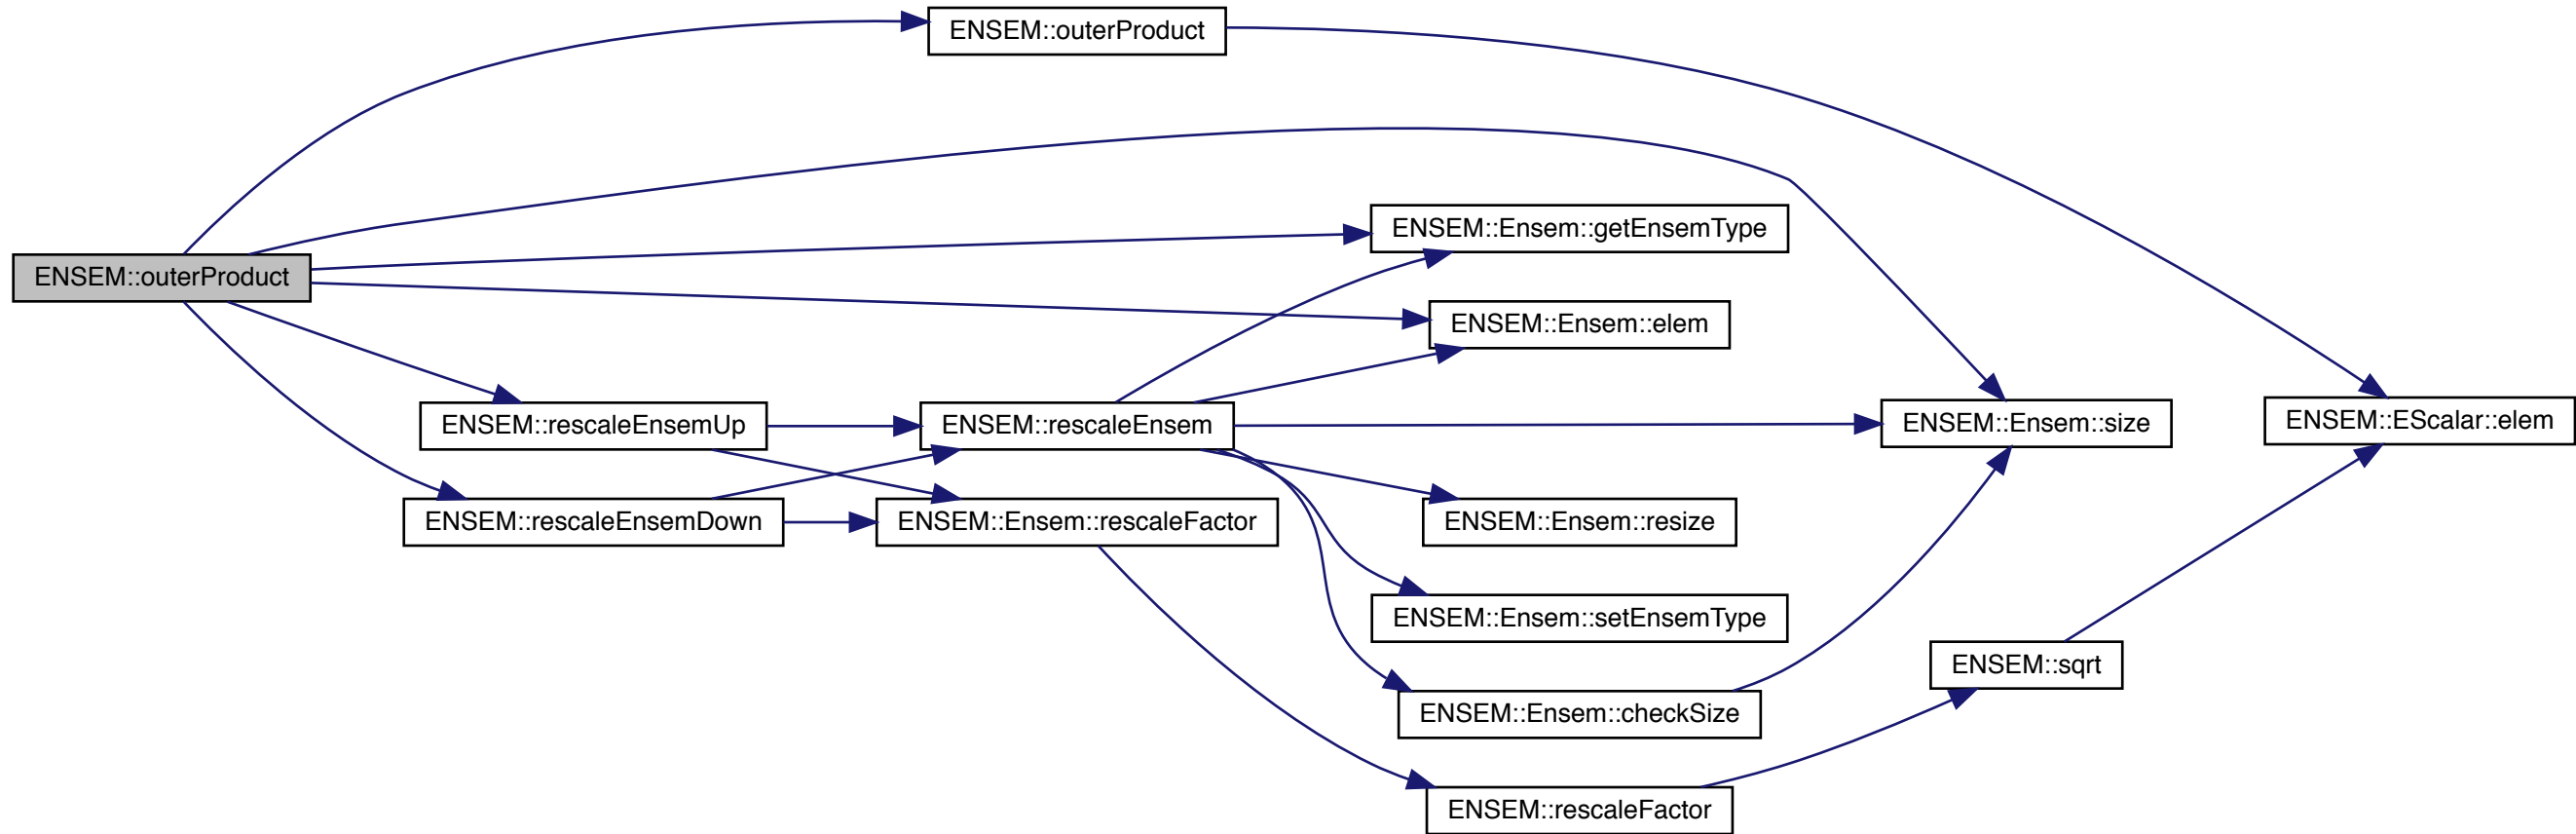 ENSEM::outerProduct
ENSEM::outerProduct
ENSEM::Ensem::getEnsemType
ENSEM::Ensem::elem
ENSEM::rescaleEnsemUp
ENSEM::rescaleEnsem
ENSEM::Ensem::size
ENSEM::EScalar::elem
ENSEM::rescaleEnsemDown
ENSEM::Ensem::rescaleFactor
ENSEM::Ensem::resize
ENSEM::Ensem::setEnsemType
ENSEM::sqrt
ENSEM::Ensem::checkSize
ENSEM::rescaleFactor